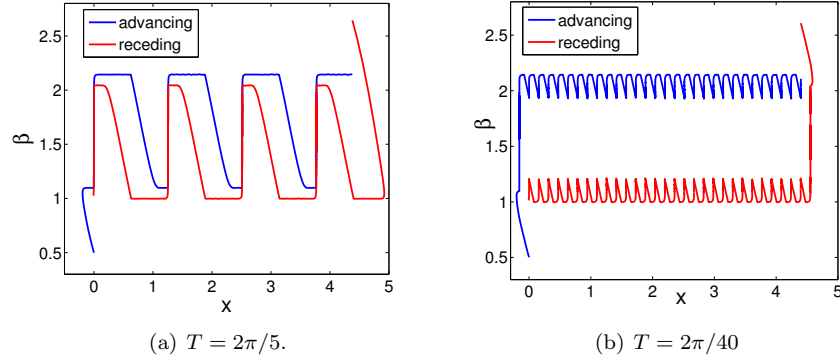 advancing
receding
2.5
2
1.5
1
0.5
β
0 1 2 3 4 5
X
(a) T = 2π/5.
advancing
receding
2.5
2
1.5
1
0.5
β
0 1 2 3 4 5
X
(b) T = 2π/40